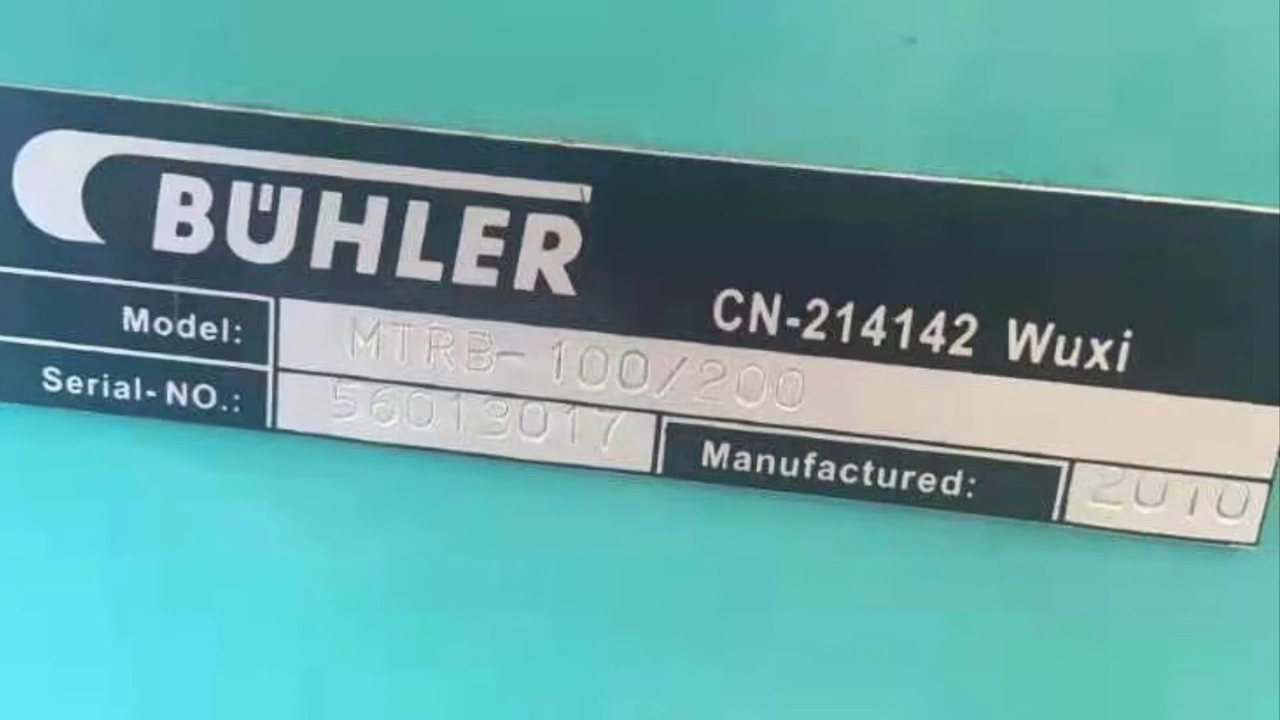 BÜHLER
CN-214142 Wuxi
Model: MTRB-100/200
Serial-NO.: 56013017
Manufactured: 2010